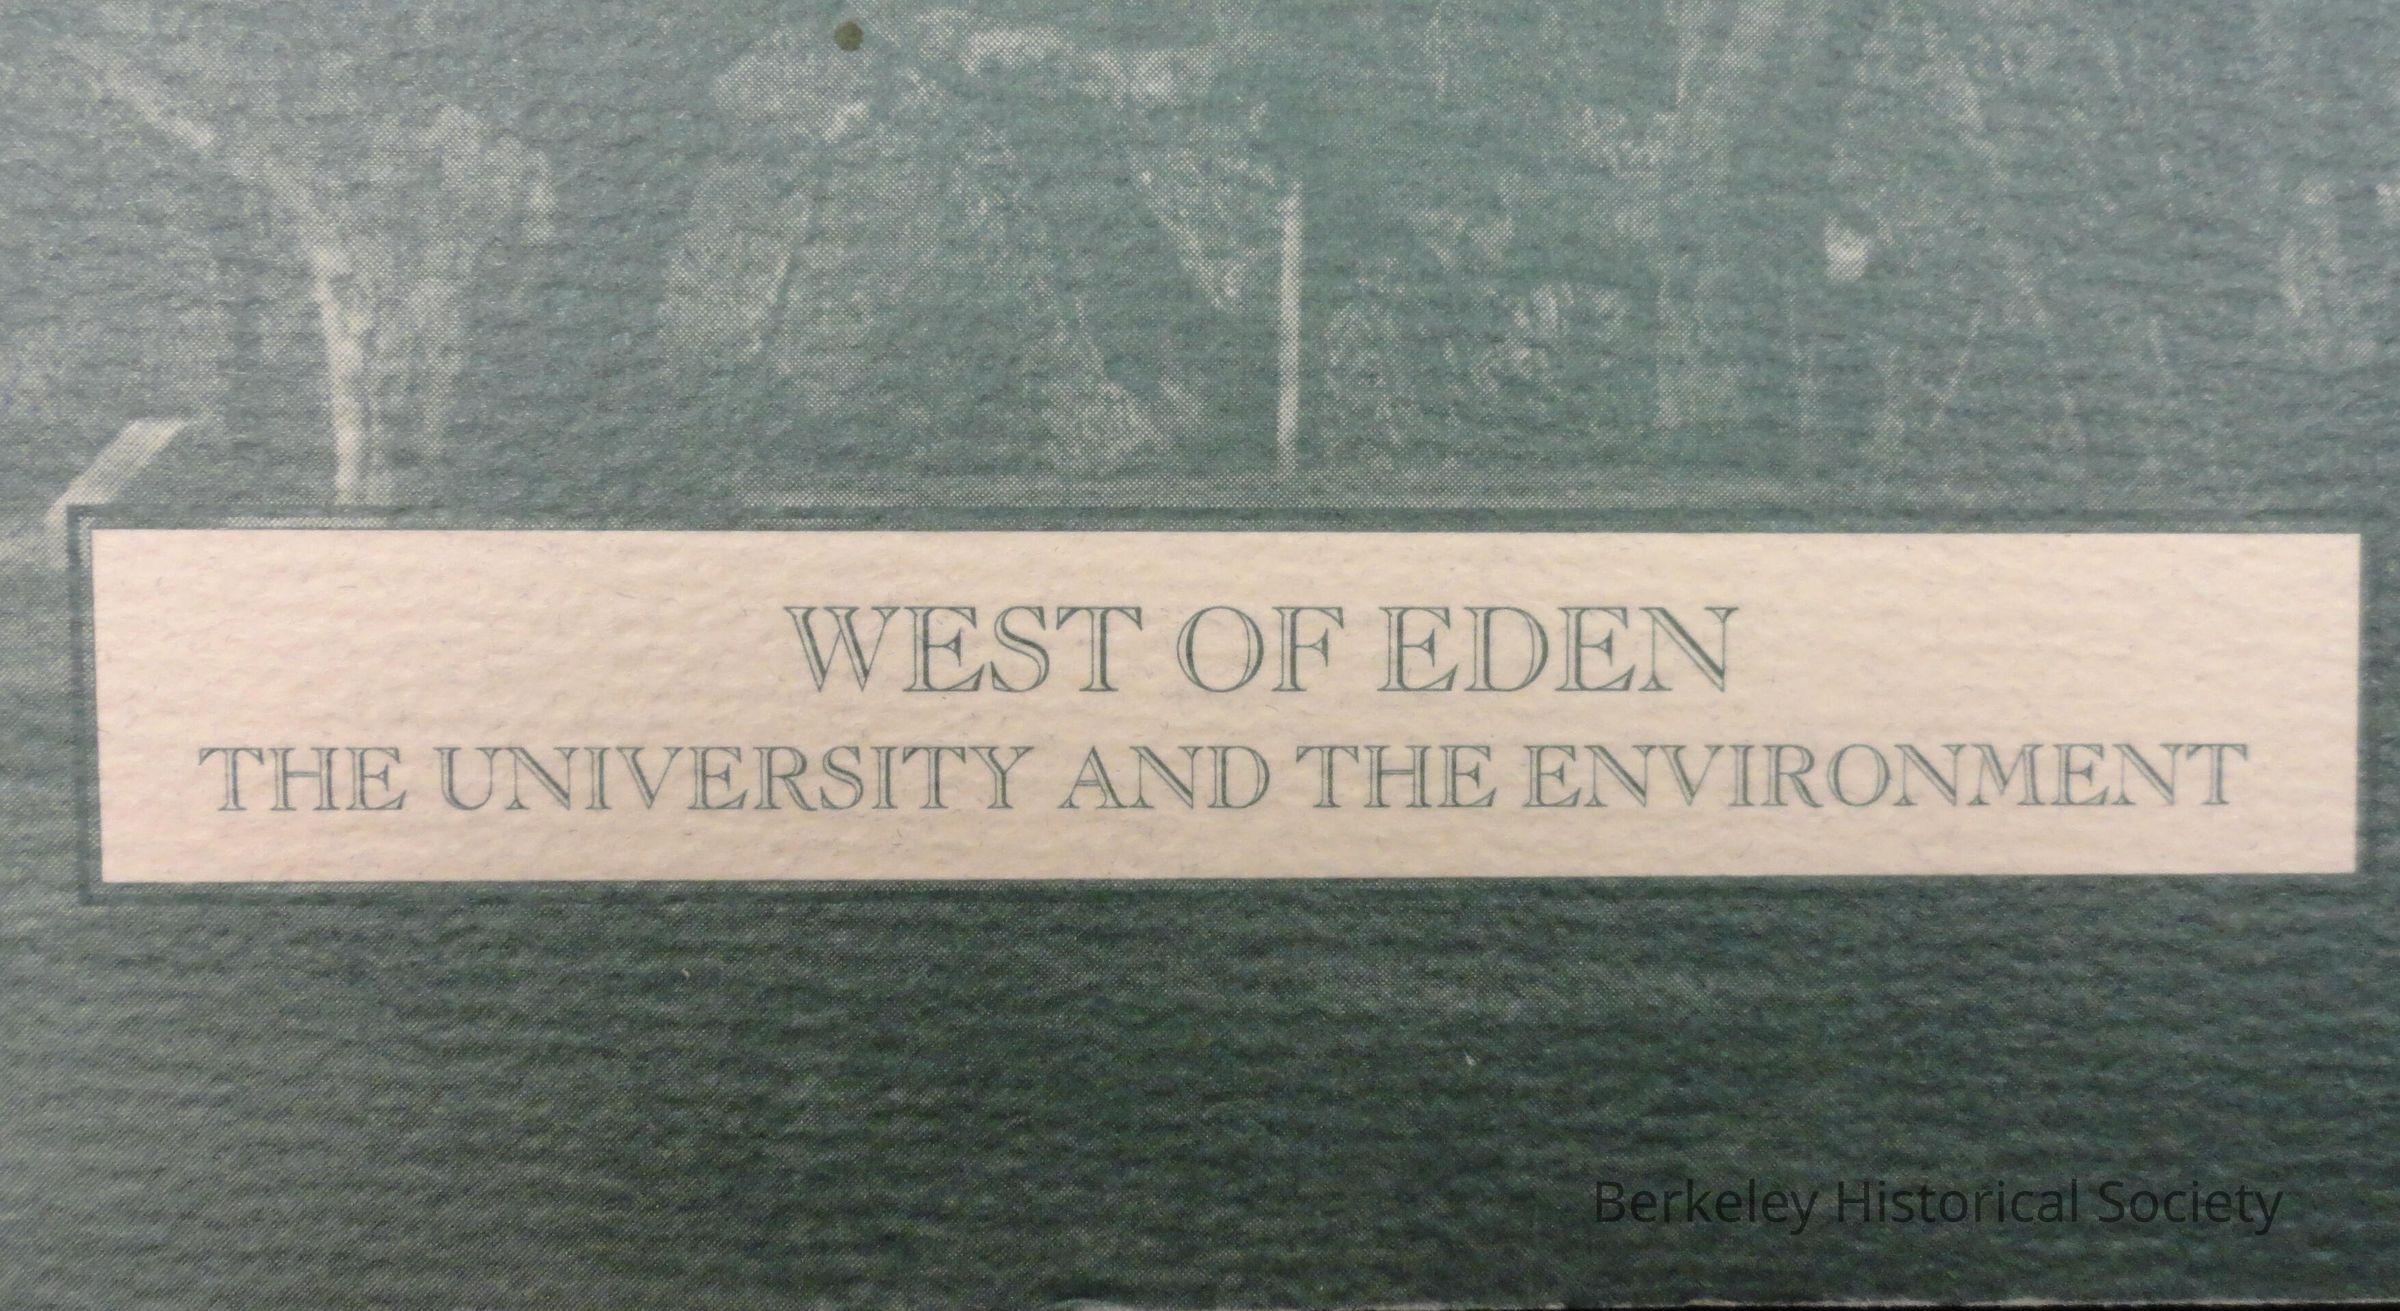 WEST OF EDEN
THE UNIVERSITY AND THE ENVIRONMENT
Berkeley Historical Society